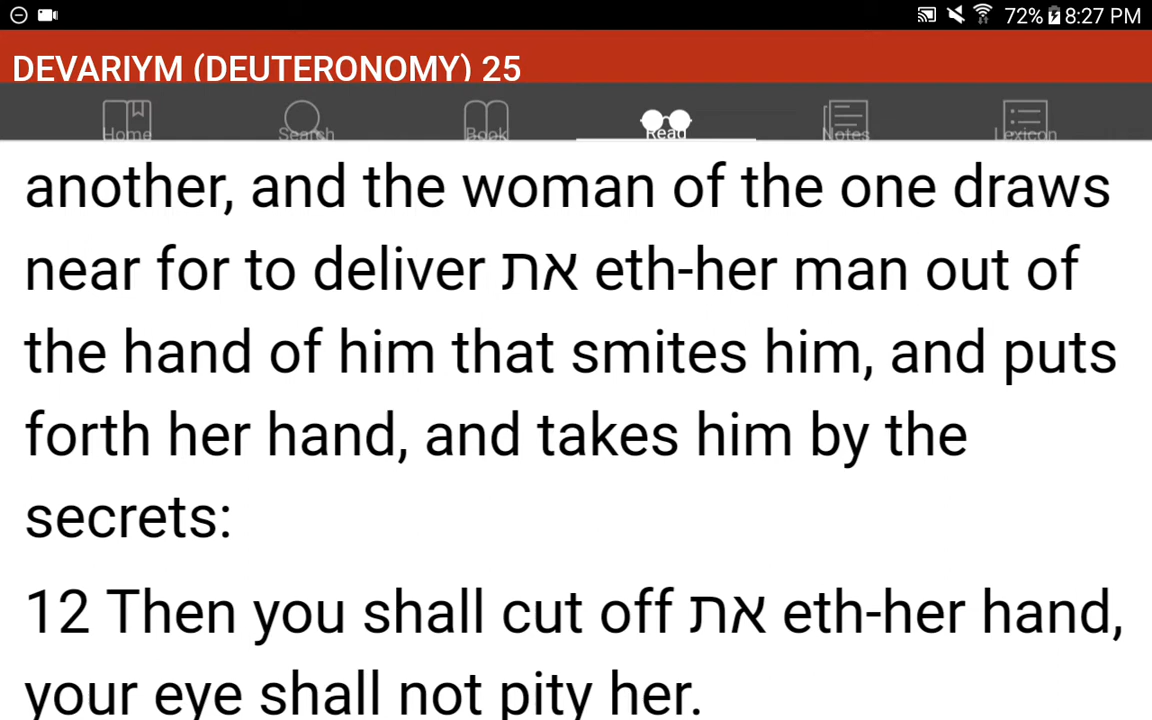 72% 8:27 PM
DEVARIYM (DEUTERONOMY) 25
Home Search Book Read Notes Lexicon
another, and the woman of the one draws
near for to deliver את eth-her man out of
the hand of him that smites him, and puts
forth her hand, and takes him by the
secrets:
12 Then you shall cut off את eth-her hand,
your eye shall not pity her.